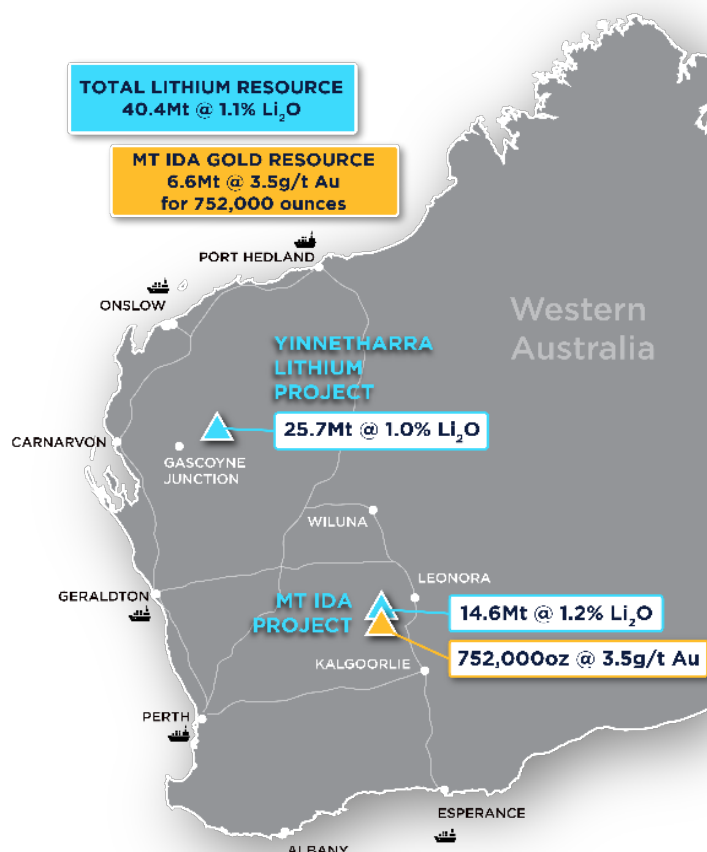 TOTAL LITHIUM RESOURCE
40.4Mt @ 1.1% Li₂O
MT IDA GOLD RESOURCE
6.6Mt @ 3.5g/t Au
for 752,000 ounces
PORT HEDLAND
ONSLOW
Western
Australia
YINNETHARRA
LITHIUM
PROJECT
25.7Mt @ 1.0% Li₂O
CARNARVON
GASCOYNE
JUNCTION
WILUNA
LEONORA
GERALDTON
MT IDA
PROJECT
14.6Mt @ 1.2% Li₂O
752,000oz @ 3.5g/t Au
KALGOORLIE
PERTH
ESPERANCE
ALBANY